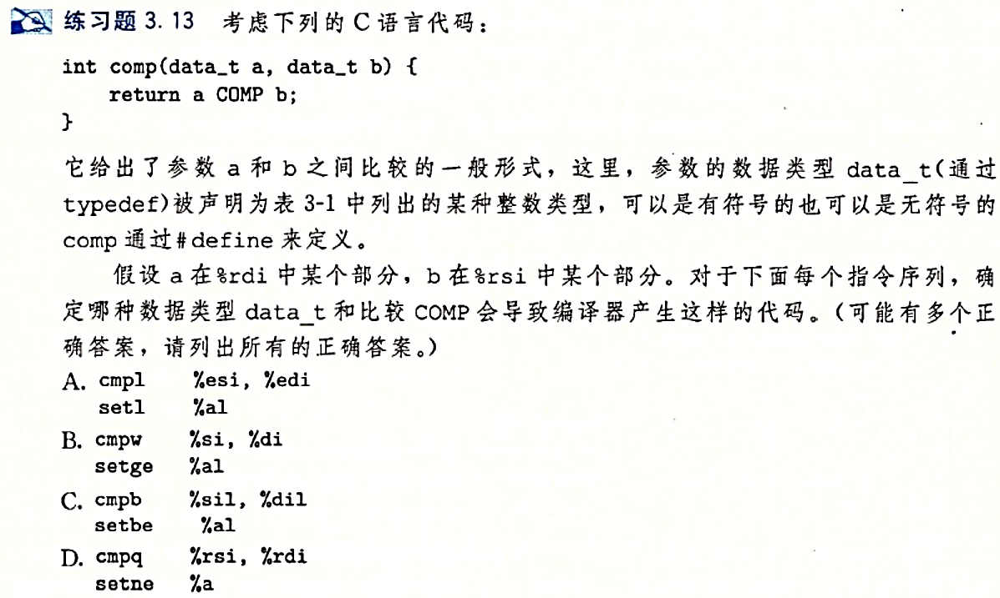 练习题 3.13 考虑下列的 C 语言代码：
int comp(data_t a, data_t b) {
return a COMP b;
}
它给出了参数 a 和 b 之间比较的一般形式，这里，参数的数据类型 data_t(通过
typedef)被声明为表 3-1 中列出的某种整数类型，可以是有符号的也可以是无符号的
comp 通过#define 来定义。
假设 a 在%rdi 中某个部分，b 在%rsi 中某个部分。对于下面每个指令序列，确
定哪种数据类型 data_t 和比较 COMP 会导致编译器产生这样的代码。(可能有多个正
确答案，请列出所有的正确答案。)
A. cmpl %esi, %edi
setl %al
B. cmpw %si, %di
setge %al
C. cmpb %sil, %dil
setbe %al
D. cmpq %rsi, %rdi
setne %a